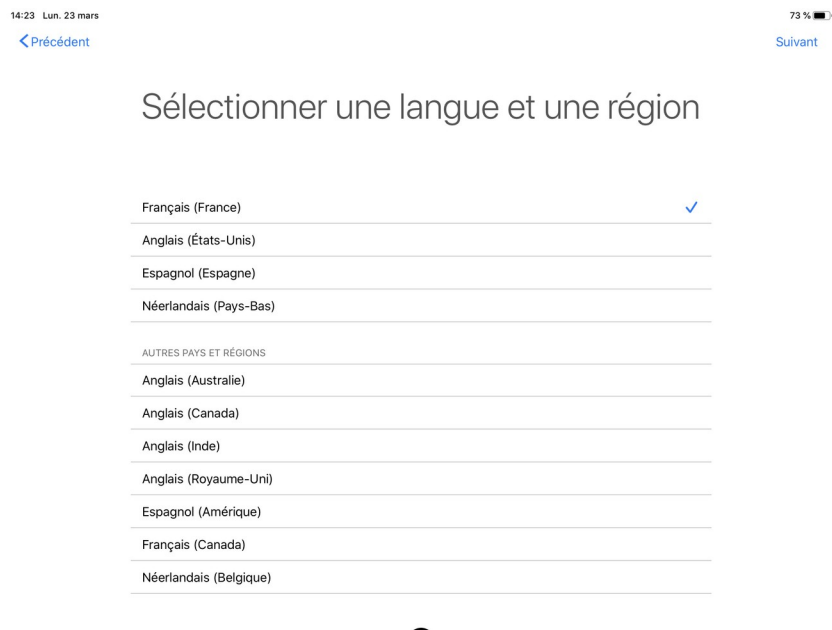 14:23 Lun. 23 mars
73 %
Précédent
Suivant
Sélectionner une langue et une région
Français (France)
Anglais (États-Unis)
Espagnol (Espagne)
Néerlandais (Pays-Bas)
AUTRES PAYS ET RÉGIONS
Anglais (Australie)
Anglais (Canada)
Anglais (Inde)
Anglais (Royaume-Uni)
Espagnol (Amérique)
Français (Canada)
Néerlandais (Belgique)